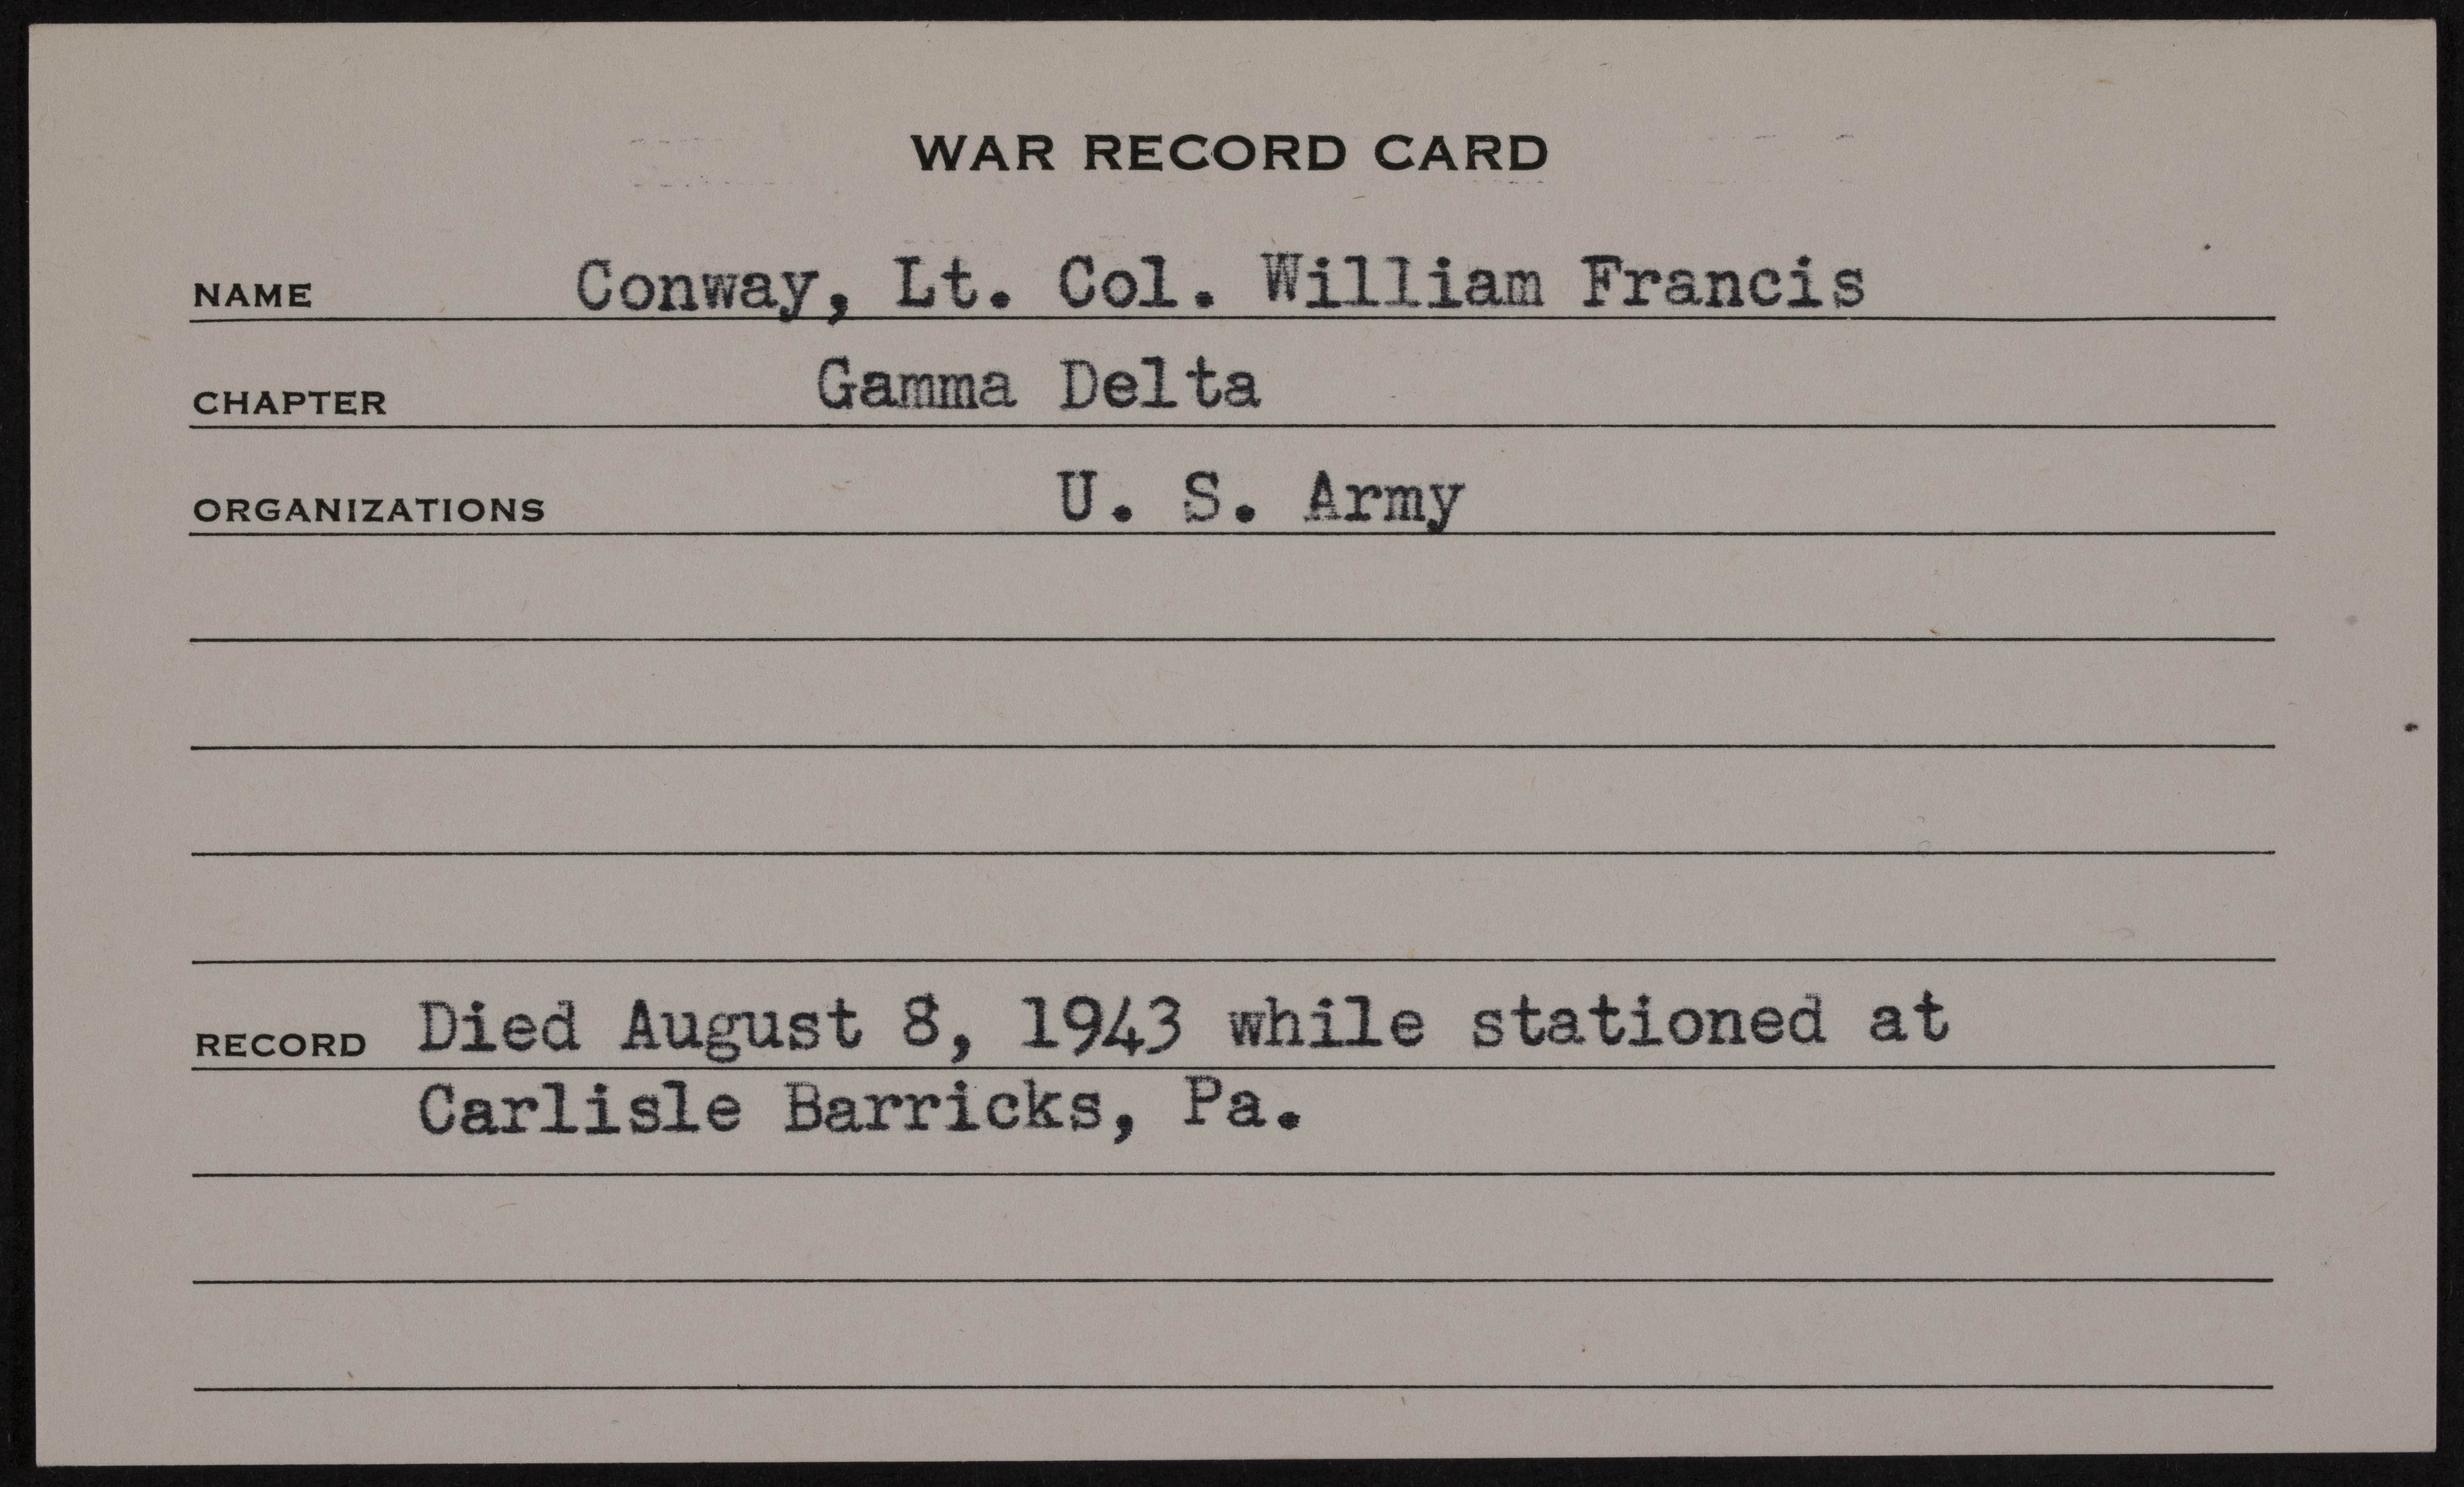 WAR RECORD CARD
NAME Conway, Lt. Col. William Francis
CHAPTER Gamma Delta
ORGANIZATIONS U. S. Army
RECORD Died August 8, 1943 while stationed at
Carlisle Barricks, Pa.